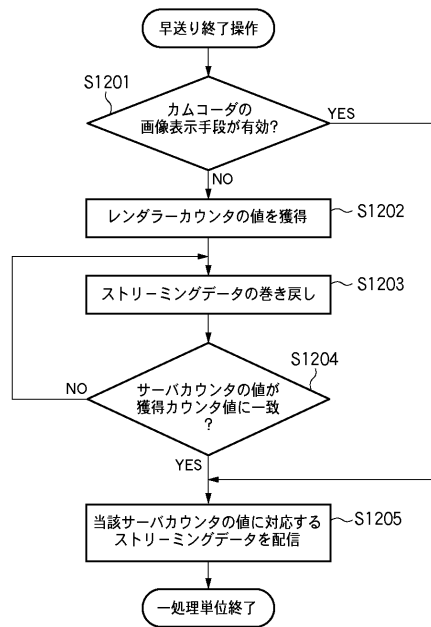 早送り終了操作
S1201
カムコーダの
画像表示手段が有効?
YES
NO
レンダラーカウンタの値を獲得
S1202
ストリーミングデータの巻き戻し
S1203
S1204
サーバカウンタの値が
獲得カウンタ値に一致
?
NO
YES
当該サーバカウンタの値に対応する
ストリーミングデータを配信
S1205
一処理単位終了